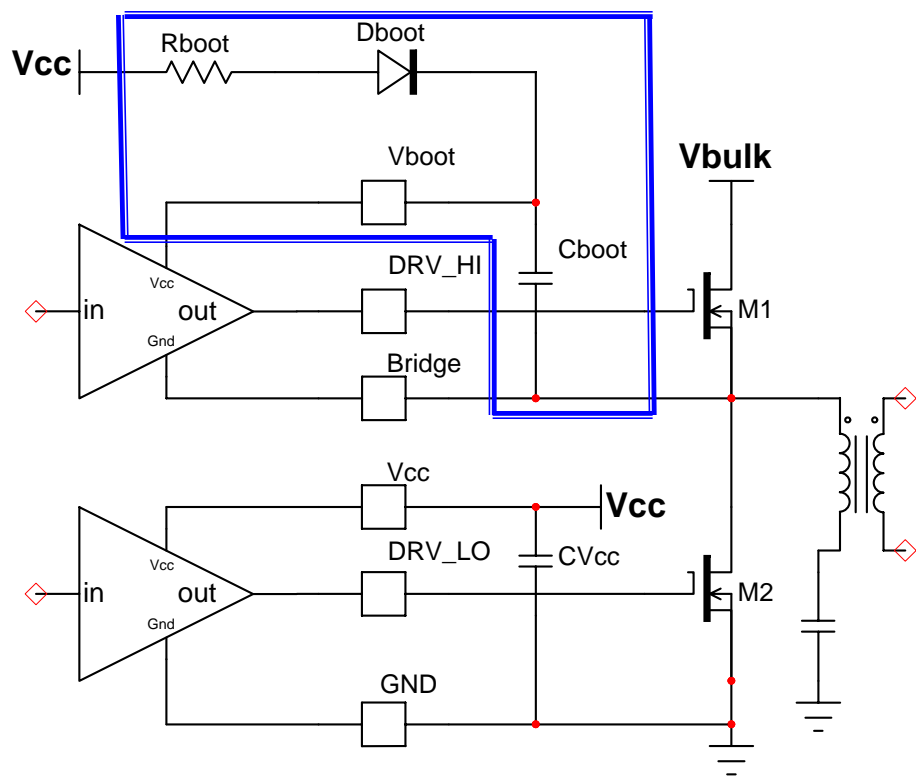 Rboot
Dboot
Vcc
Vboot
Vbulk
Vcc
DRV_HI
Cboot
in
out
M1
Gnd
Bridge
Vcc
Vcc
Vcc
DRV_LO
CVcc
in
out
M2
Gnd
GND